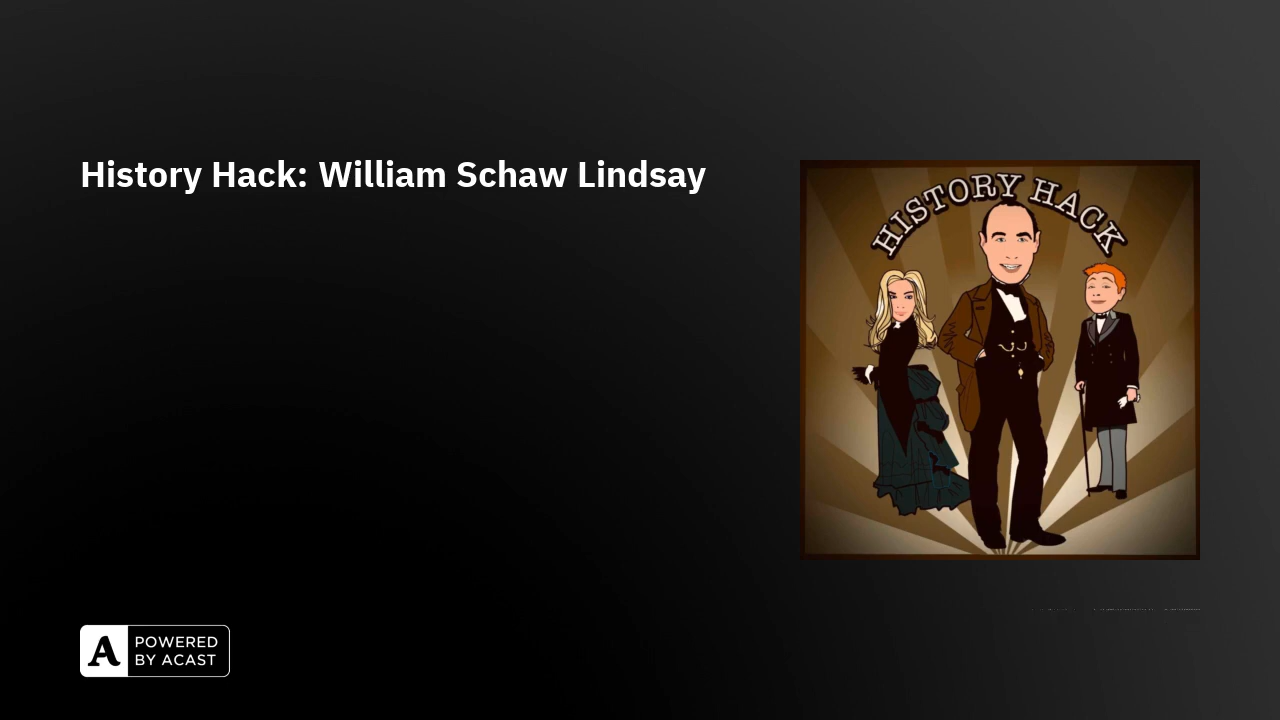 History Hack: William Schaw Lindsay
HISTORY HACK
A POWERED
BY ACAST